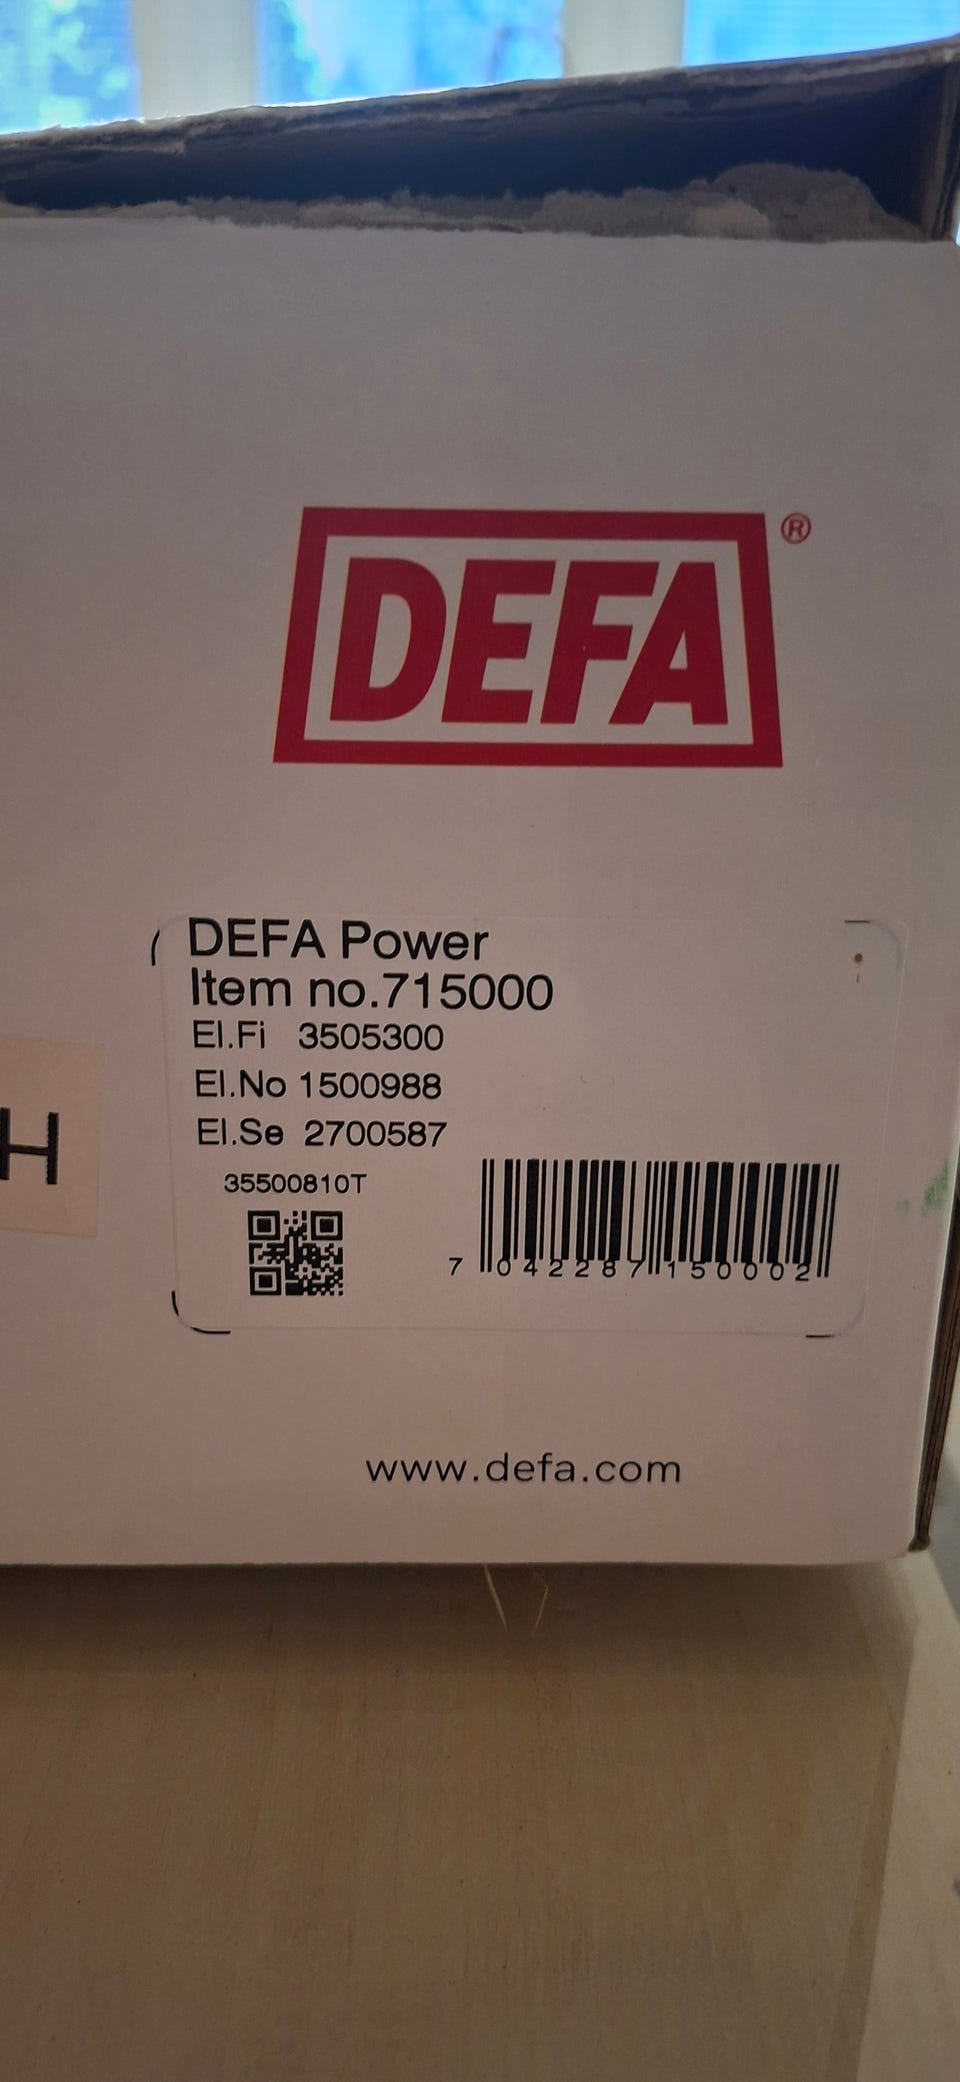 DEFA®
DEFA Power
Item no.715000
El.Fi 3505300
El.No 1500988
El.Se 2700587
H
35500810T
7 042287 150002
www.defa.com